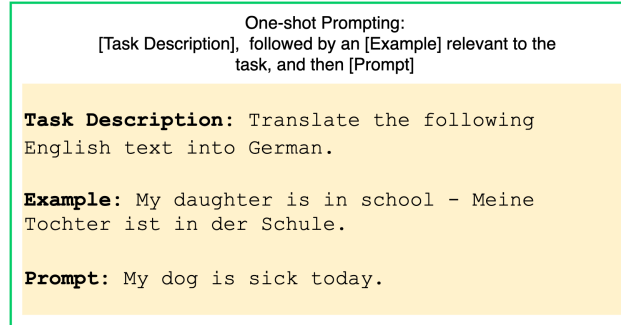 One-shot Prompting:
[Task Description], followed by an [Example] relevant to the
task, and then [Prompt]
Task Description: Translate the following
English text into German.
Example: My daughter is in school - Meine
Tochter ist in der Schule.
Prompt: My dog is sick today.